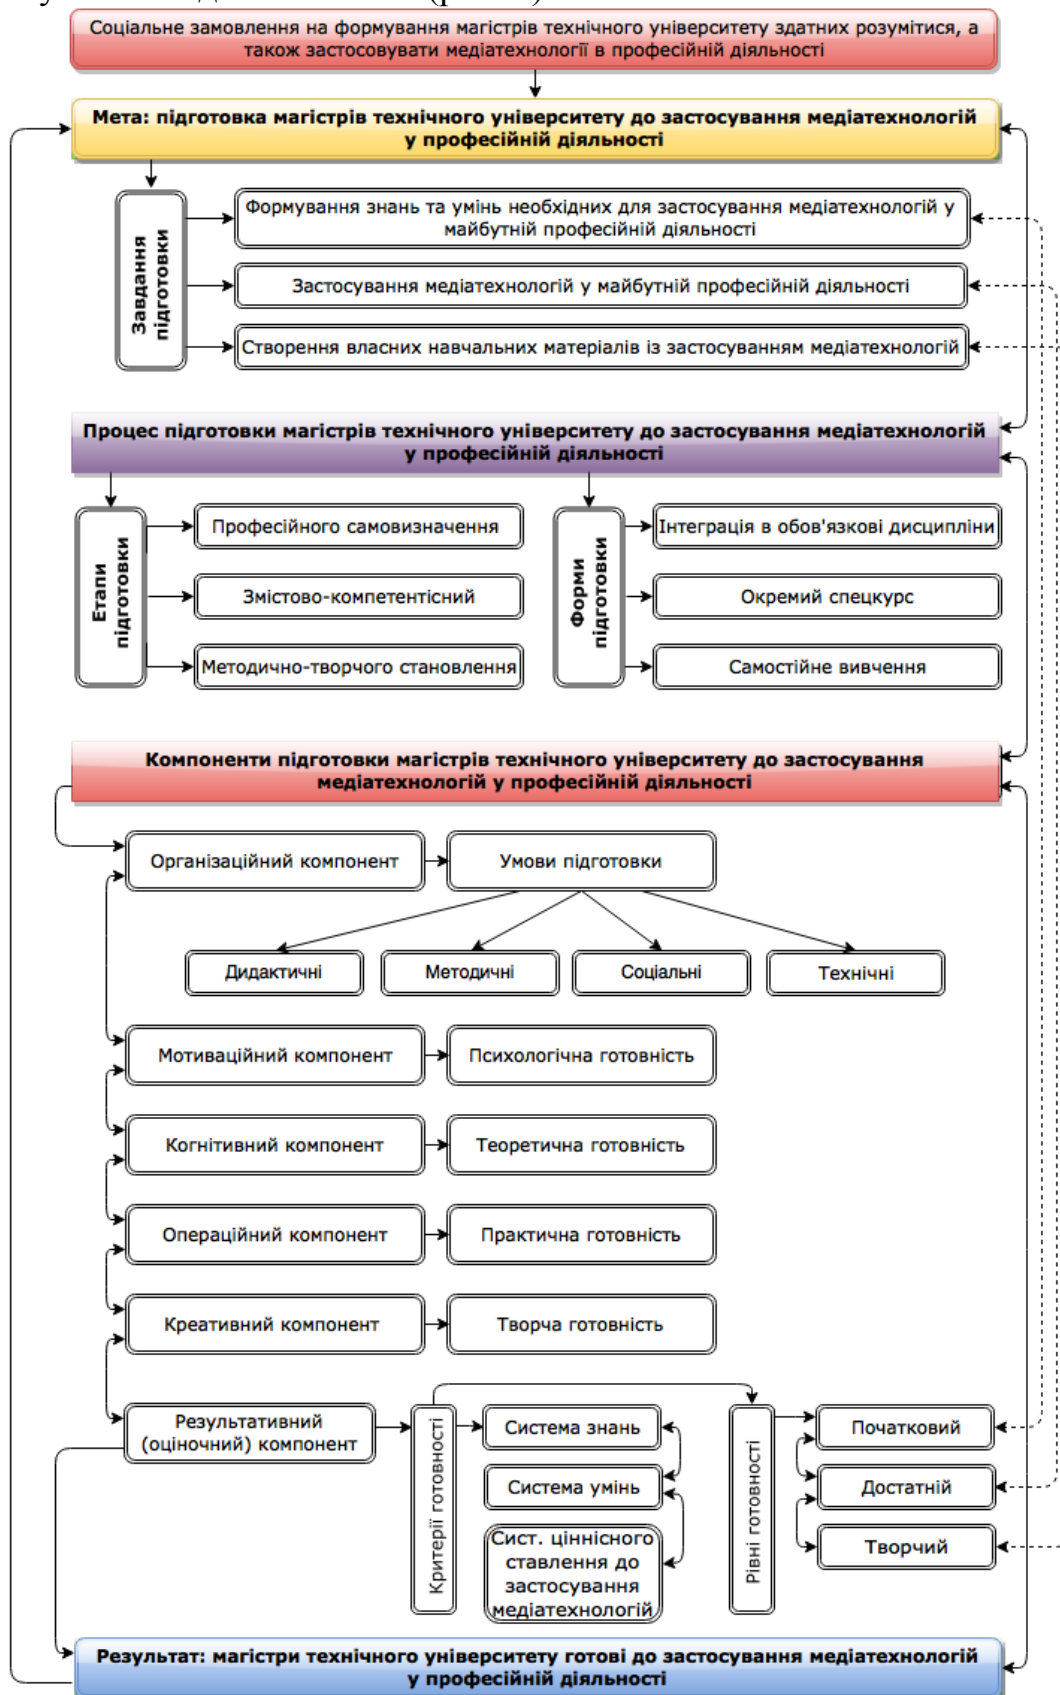 Соціальне замовлення на формування магістрів технічного університету здатних розумітися, а
також застосовувати медіатехнології в професійній діяльності
Мета: підготовка магістрів технічного університету до застосування медіатехнологій
у професійній діяльності
Завдання
підготовки
Формування знань та умінь необхідних для застосування медіатехнологій у
майбутній професійній діяльності
Застосування медіатехнологій у майбутній професійній діяльності
Створення власних навчальних матеріалів із застосуванням медіатехнологій
Процес підготовки магістрів технічного університету до застосування медіатехнологій
у професійній діяльності
Етапи
підготовки
Професійного самовизначення
Змістово-компетентісний
Методично-творчого становлення
Форми
підготовки
Інтеграція в обов'язкові дисципліни
Окремий спецкурс
Самостійне вивчення
Компоненти підготовки магістрів технічного університету до застосування
медіатехнологій у професійній діяльності
Організаційний компонент
Умови підготовки
Дидактичні
Методичні
Соціальні
Технічні
Мотиваційний компонент
Психологічна готовність
Когнітивний компонент
Теоретична готовність
Операційний компонент
Практична готовність
Креативний компонент
Творча готовність
Результативний
(оціночний) компонент
Критерії готовності
Система знань
Система умінь
Сист. ціннісного
ставлення до
застосування
медіатехнологій
Рівні готовності
Початковий
Достатній
Творчий
Результат: магістри технічного університету готові до застосування медіатехнологій
у професійній діяльності